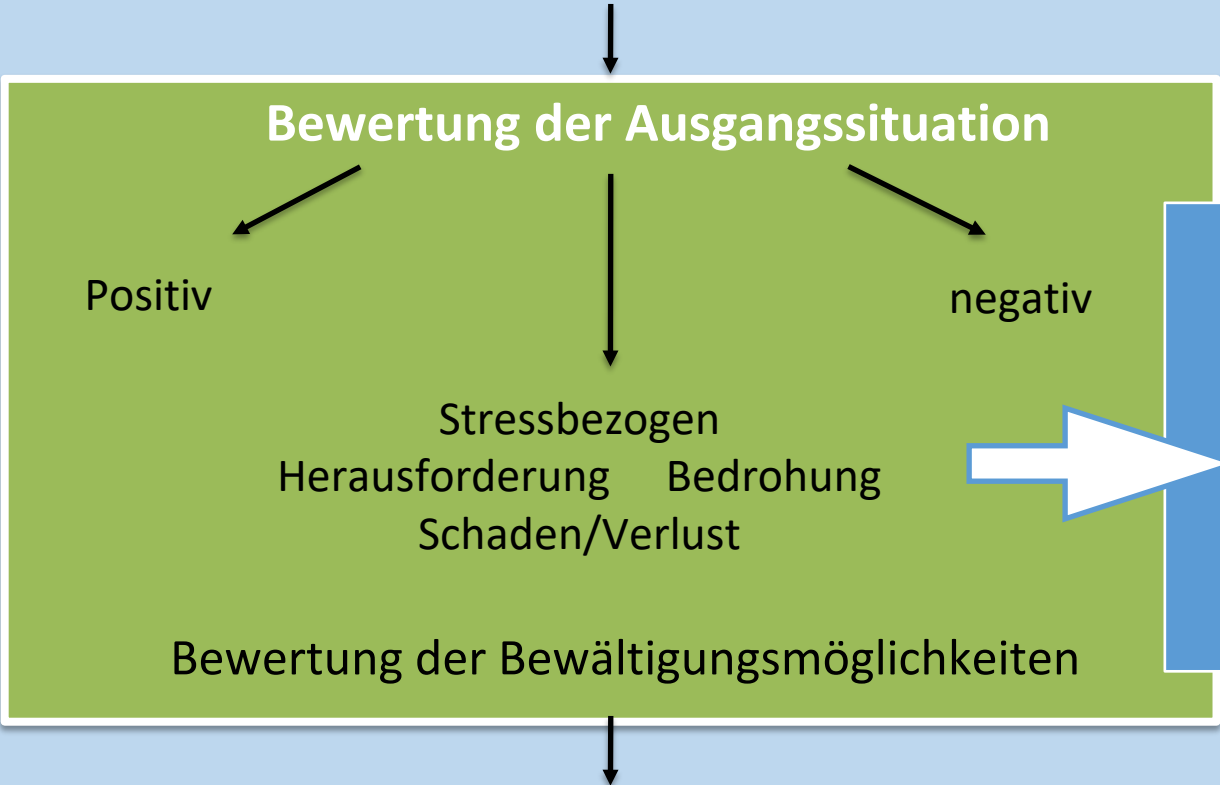 Bewertung der Ausgangssituation
Positiv
negativ
Stressbezogen
Herausforderung Bedrohung
Schaden/Verlust
Bewertung der Bewältigungsmöglichkeiten